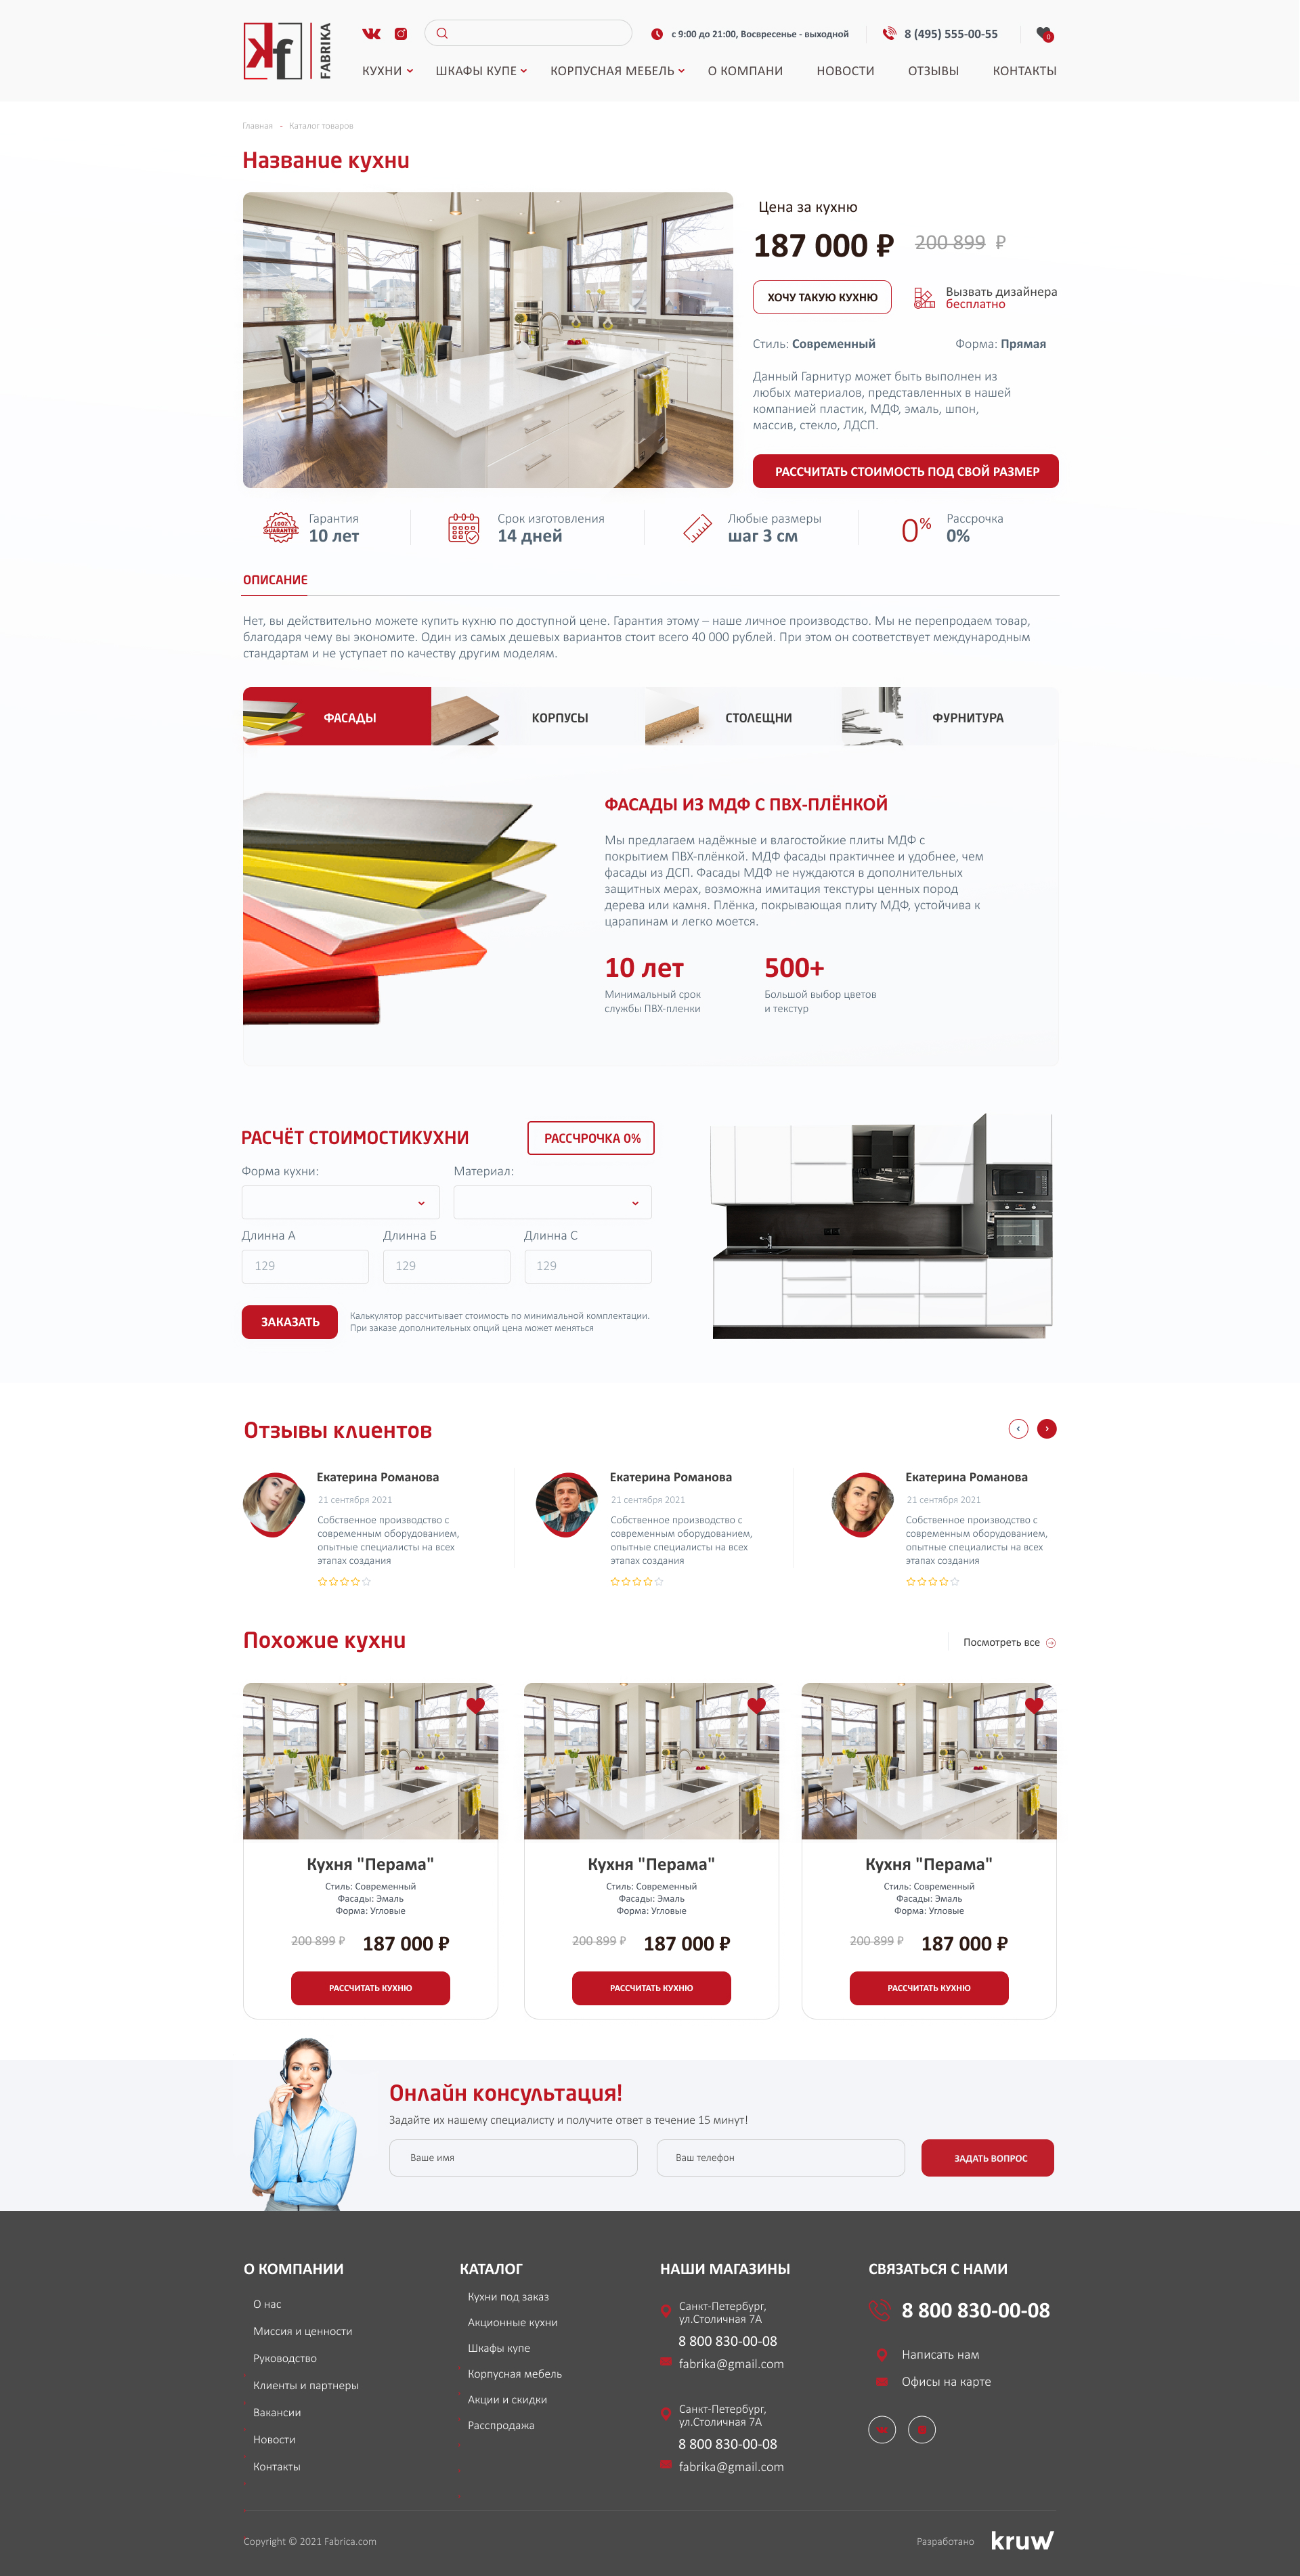 kf FABRIKA
с 9:00 до 21:00, Воскресенье - выходной
8 (495) 555-00-55
0
КУХНИ
ШКАФЫ КУПЕ
КОРПУСНАЯ МЕБЕЛЬ
О КОМПАНИ
НОВОСТИ
ОТЗЫВЫ
КОНТАКТЫ
Главная - Каталог товаров
Название кухни
Цена за кухню
187 000 ₽ 200 899 ₽
ХОЧУ ТАКУЮ КУХНЮ
Вызвать дизайнера
бесплатно
Стиль: Современный
Форма: Прямая
Данный Гарнитур может быть выполнен из
любых материалов, представленных в нашей
компанией пластик, МДФ, эмаль, шпон,
массив, стекло, ЛДСП.
РАССЧИТАТЬ СТОИМОСТЬ ПОД СВОЙ РАЗМЕР
100%
GUARANTEE
Гарантия
10 лет
Срок изготовления
14 дней
Любые размеры
шаг 3 см
0%
Рассрочка
0%
ОПИСАНИЕ
Нет, вы действительно можете купить кухню по доступной цене. Гарантия этому – наше личное производство. Мы не перепродаем товар,
благодаря чему вы экономите. Один из самых дешевых вариантов стоит всего 40 000 рублей. При этом он соответствует международным
стандартам и не уступает по качеству другим моделям.
ФАСАДЫ
КОРПУСЫ
СТОЛЕЩНИ
ФУРНИТУРА
ФАСАДЫ ИЗ МДФ С ПВХ-ПЛЁНКОЙ
Мы предлагаем надёжные и влагостойкие плиты МДФ с
покрытием ПВХ-плёнкой. МДФ фасады практичнее и удобнее, чем
фасады из ДСП. Фасады МДФ не нуждаются в дополнительных
защитных мерах, возможна имитация текстуры ценных пород
дерева или камня. Плёнка, покрывающая плиту МДФ, устойчива к
царапинам и легко моется.
10 лет
Минимальный срок
службы ПВХ-пленки
500+
Большой выбор цветов
и текстур
РАСЧЁТ СТОИМОСТИКУХНИ
РАССЧРОЧКА 0%
Форма кухни:
Материал:
Длинна А
Длинна Б
Длинна С
129
129
129
ЗАКАЗАТЬ
Калькулятор рассчитывает стоимость по минимальной комплектации.
При заказе дополнительных опций цена может меняться
Отзывы клиентов
Екатерина Романова
21 сентября 2021
Собственное производство с
современным оборудованием,
опытные специалисты на всех
этапах создания
Екатерина Романова
21 сентября 2021
Собственное производство с
современным оборудованием,
опытные специалисты на всех
этапах создания
Екатерина Романова
21 сентября 2021
Собственное производство с
современным оборудованием,
опытные специалисты на всех
этапах создания
Похожие кухни
Посмотреть все
Кухня "Перама"
Стиль: Современный
Фасады: Эмаль
Форма: Угловые
200 899 ₽ 187 000 ₽
РАССЧИТАТЬ КУХНЮ
Кухня "Перама"
Стиль: Современный
Фасады: Эмаль
Форма: Угловые
200 899 ₽ 187 000 ₽
РАССЧИТАТЬ КУХНЮ
Кухня "Перама"
Стиль: Современный
Фасады: Эмаль
Форма: Угловые
200 899 ₽ 187 000 ₽
РАССЧИТАТЬ КУХНЮ
Онлайн консультация!
Задайте их нашему специалисту и получите ответ в течение 15 минут!
Ваше имя
Ваш телефон
ЗАДАТЬ ВОПРОС
О КОМПАНИИ
О нас
Миссия и ценности
Руководство
Клиенты и партнеры
Вакансии
Новости
Контакты
КАТАЛОГ
Кухни под заказ
Акционные кухни
Шкафы купе
Корпусная мебель
Акции и скидки
Расспродажа
НАШИ МАГАЗИНЫ
Санкт-Петербург,
ул.Столичная 7А
8 800 830-00-08
fabrika@gmail.com
Санкт-Петербург,
ул.Столичная 7А
8 800 830-00-08
fabrika@gmail.com
СВЯЗАТЬСЯ С НАМИ
8 800 830-00-08
Написать нам
Офисы на карте
Copyright © 2021 Fabrica.com
Разработано kruw